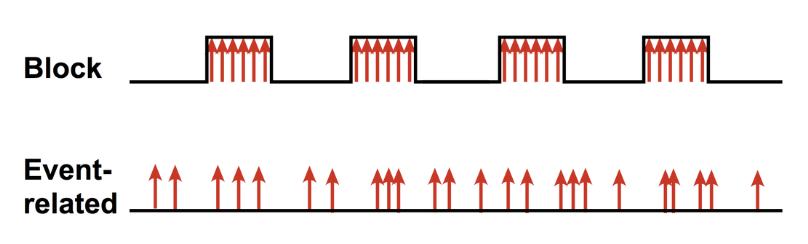 Block
Event-
related